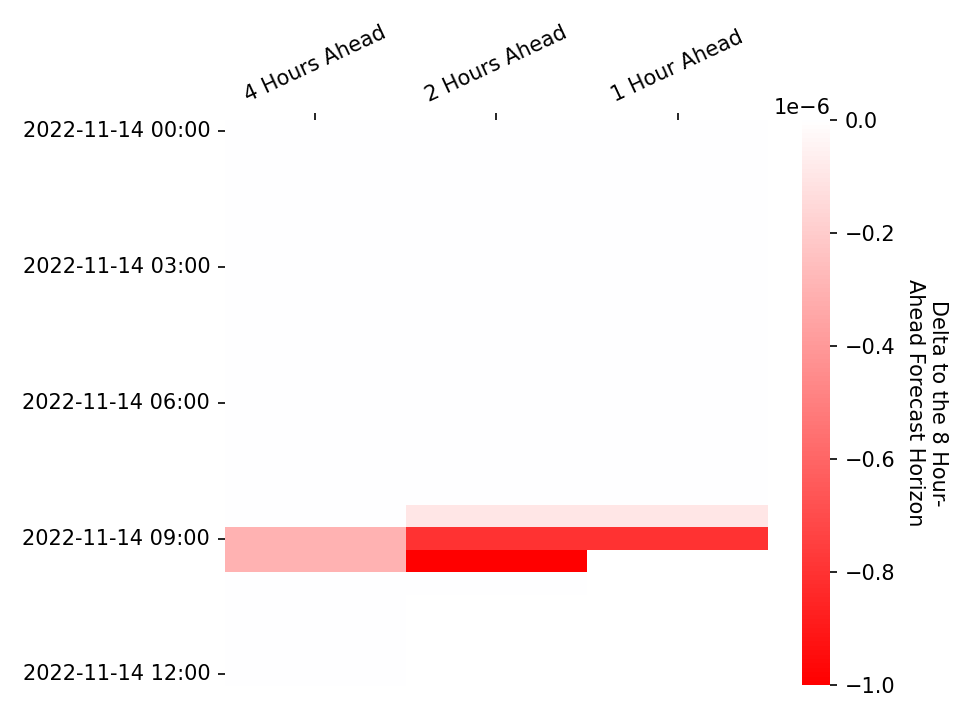 4 Hours Ahead
2 Hours Ahead
1 Hour Ahead
1e−6
2022-11-14 00:00
2022-11-14 03:00
2022-11-14 06:00
2022-11-14 09:00
2022-11-14 12:00
0.0
−0.2
−0.4
−0.6
−0.8
−1.0
Delta to the 8 Hour-
Ahead Forecast Horizon